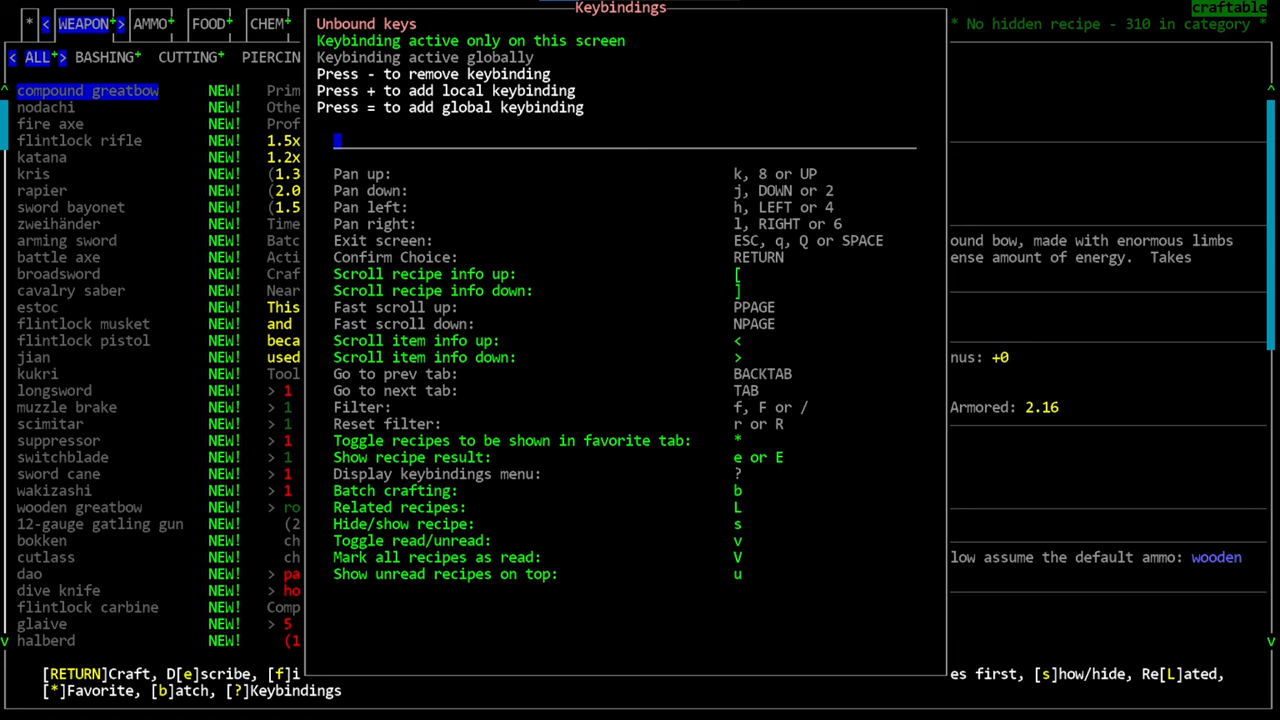 Keybindings
craftable
* < WEAPON+> AMMO+ FOOD+ CHEM+
* No hidden recipe - 310 in category *
< ALL+> BASHING+ CUTTING+ PIERCIN
Unbound keys
Keybinding active only on this screen
Keybinding active globally
Press - to remove keybinding
Press + to add local keybinding
Press = to add global keybinding
compound greatbow NEW! Prim
nodachi NEW! Othe
fire axe NEW! Prof
flintlock rifle NEW! 1.5x
katana NEW! 1.2x
kris NEW! (1.3
rapier NEW! (2.0
sword bayonet NEW! (1.5
zweihänder NEW! Time
arming sword NEW! Batc
battle axe NEW! Acti
broadsword NEW! Craf
cavalry saber NEW! Near
estoc NEW! This
flintlock musket NEW! and
flintlock pistol NEW! beca
jian NEW! used
kukri NEW! Tool
longsword NEW! > 1
muzzle brake NEW! > 1
scimitar NEW! > 1
suppressor NEW! > 1
switchblade NEW! > 1
sword cane NEW! > 1
wakizashi NEW! > 1
wooden greatbow NEW! > ro
12-gauge gatling gun NEW! (2
bokken NEW! ch
cutlass NEW! ch
dao NEW! > pa
dive knife NEW! > ho
flintlock carbine NEW! Comp
glaive NEW! > 5
halberd NEW! (1
Pan up: k, 8 or UP
Pan down: j, DOWN or 2
Pan left: h, LEFT or 4
Pan right: l, RIGHT or 6
Exit screen: ESC, q, Q or SPACE
Confirm Choice: RETURN
Scroll recipe info up: [
Scroll recipe info down: ]
Fast scroll up: PPAGE
Fast scroll down: NPAGE
Scroll item info up: <
Scroll item info down: >
Go to prev tab: BACKTAB
Go to next tab: TAB
Filter: f, F or /
Reset filter: r or R
Toggle recipes to be shown in favorite tab: *
Show recipe result: e or E
Display keybindings menu: ?
Batch crafting: b
Related recipes: L
Hide/show recipe: s
Toggle read/unread: v
Mark all recipes as read: V
Show unread recipes on top: u
ound bow, made with enormous limbs
ense amount of energy. Takes
nus: +0
Armored: 2.16
low assume the default ammo: wooden
[RETURN]Craft, D[e]scribe, [f]i
es first, [s]how/hide, Re[L]ated,
[*]Favorite, [b]atch, [?]Keybindings